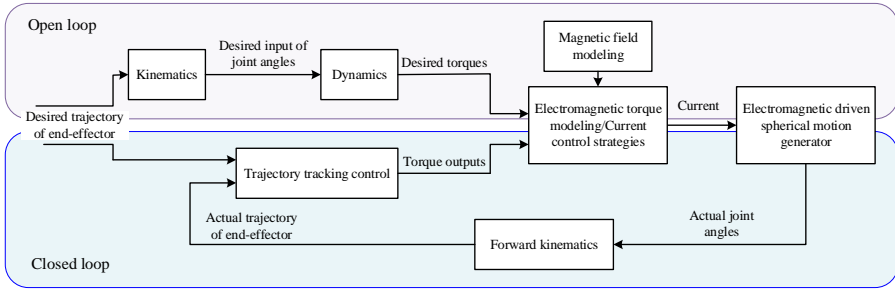 Open loop
Desired input of
joint angles
Kinematics
Dynamics
Desired torques
Magnetic field
modeling
Desired trajectory
of end-effector
Electromagnetic torque
modeling/Current
control strategies
Current
Electromagnetic driven
spherical motion
generator
Trajectory tracking control
Torque outputs
Actual trajectory
of end-effector
Forward kinematics
Actual joint
angles
Closed loop